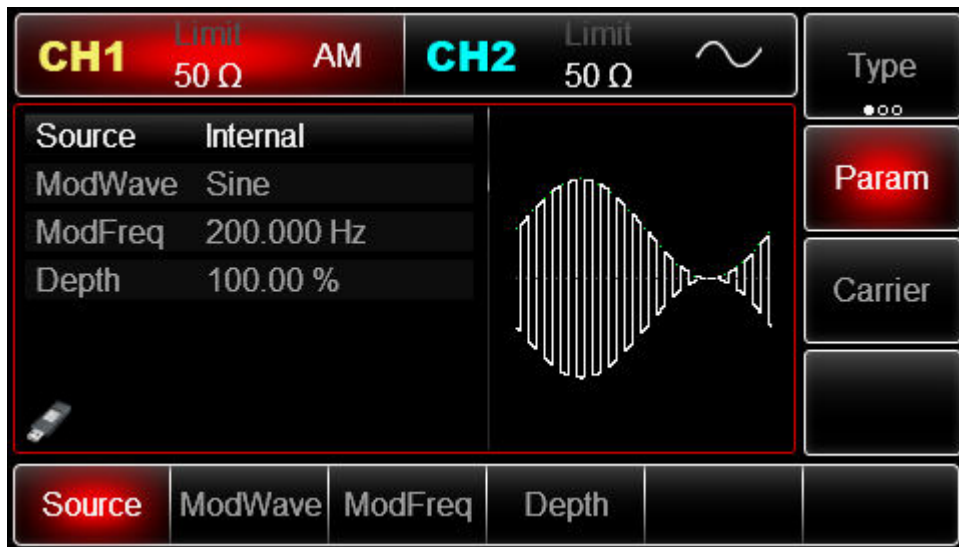 CH1 Limit 50 Ω AM
CH2 Limit 50 Ω
Type
Source Internal
ModWave Sine
ModFreq 200.000 Hz
Depth 100.00 %
Param
Carrier
Source ModWave ModFreq Depth